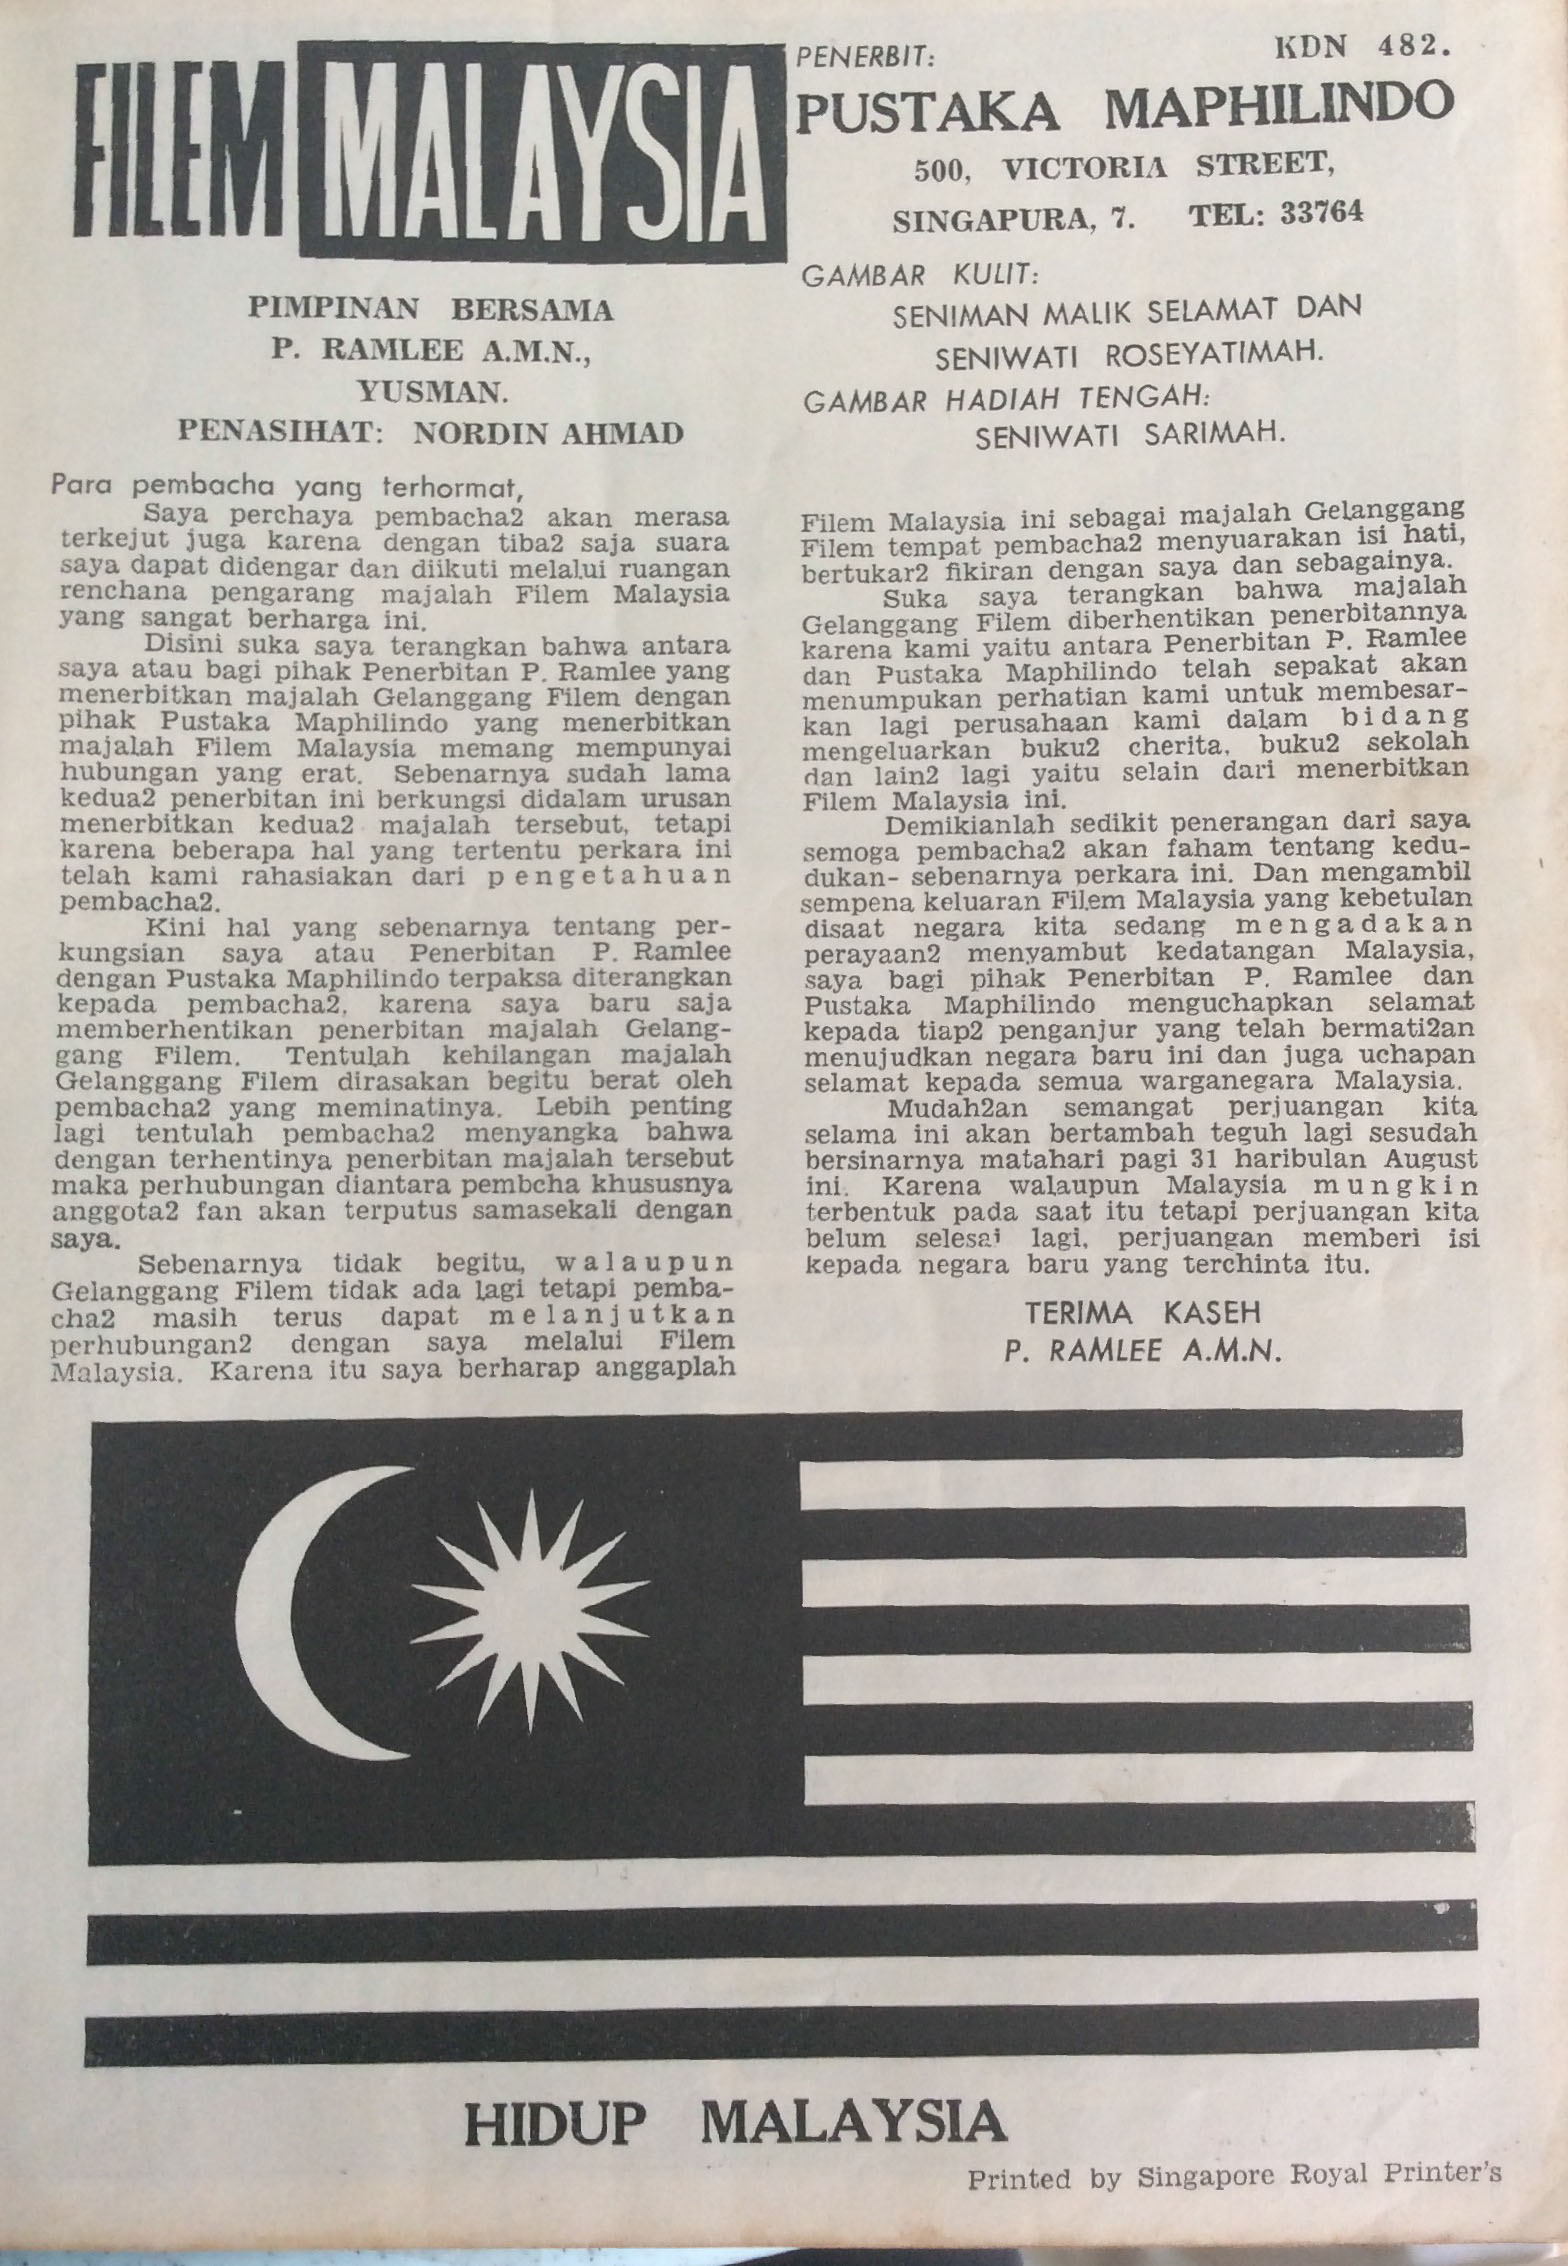 FILEM MALAYSIA
PIMPINAN BERSAMA
P. RAMLEE A.M.N.,
YUSMAN.
PENASIHAT: NORDIN AHMAD
PENERBIT:
KDN 482.
PUSTAKA MAPHILINDO
500, VICTORIA STREET,
SINGAPURA, 7. TEL: 33764
GAMBAR KULIT:
SENIMAN MALIK SELAMAT DAN
SENIWATI ROSEYATIMAH.
GAMBAR HADIAH TENGAH:
SENIWATI SARIMAH.
Para pembacha yang terhormat,
Saya perchaya pembacha2 akan merasa
terkejut juga karena dengan tiba2 saja suara
saya dapat didengar dan diikuti melalui ruangan
renchana pengarang majalah Filem Malaysia
yang sangat berharga ini.
Disini suka saya terangkan bahwa antara
saya atau bagi pihak Penerbitan P. Ramlee yang
menerbitkan majalah Gelanggang Filem dengan
pihak Pustaka Maphilindo yang menerbitkan
majalah Filem Malaysia memang mempunyai
hubungan yang erat. Sebenarnya sudah lama
kedua2 penerbitan ini berkungsi didalam urusan
menerbitkan kedua2 majalah tersebut, tetapi
karena beberapa hal yang tertentu perkara ini
telah kami rahasiakan dari pengetahuan
pembacha2.
Kini hal yang sebenarnya tentang per-
kungsian saya atau Penerbitan P. Ramlee
dengan Pustaka Maphilindo terpaksa diterangkan
kepada pembacha2, karena saya baru saja
memberhentikan penerbitan majalah Gelang-
gang Filem. Tentulah kehilangan majalah
Gelanggang Filem dirasakan begitu berat oleh
pembacha2 yang meminatinya. Lebih penting
lagi tentulah pembacha2 menyangka bahwa
dengan terhentinya penerbitan majalah tersebut
maka perhubungan diantara pembcha khususnya
anggota2 fan akan terputus samasekali dengan
saya.
Sebenarnya tidak begitu, walaupun
Gelanggang Filem tidak ada lagi tetapi pemba-
cha2 masih terus dapat melanjutkan
perhubungan2 dengan saya melalui Filem
Malaysia. Karena itu saya berharap anggaplah
Filem Malaysia ini sebagai majalah Gelanggang
Filem tempat pembacha2 menyuarakan isi hati,
bertukar2 fikiran dengan saya dan sebagainya.
Suka saya terangkan bahwa majalah
Gelanggang Filem diberhentikan penerbitannya
karena kami yaitu antara Penerbitan P. Ramlee
dan Pustaka Maphilindo telah sepakat akan
menumpukan perhatian kami untuk membesar-
kan lagi perusahaan kami dalam bidang
mengeluarkan buku2 cherita, buku2 sekolah
dan lain2 lagi yaitu selain dari menerbitkan
Filem Malaysia ini.
Demikianlah sedikit penerangan dari saya
semoga pembacha2 akan faham tentang kedu-
dukan- sebenarnya perkara ini. Dan mengambil
sempena keluaran Filem Malaysia yang kebetulan
disaat negara kita sedang mengadakan
perayaan2 menyambut kedatangan Malaysia,
saya bagi pihak Penerbitan P. Ramlee dan
Pustaka Maphilindo menguchapkan selamat
kepada tiap2 penganjur yang telah bermati2an
menujudkan negara baru ini dan juga uchapan
selamat kepada semua warganegara Malaysia.
Mudah2an semangat perjuangan kita
selama ini akan bertambah teguh lagi sesudah
bersinarnya matahari pagi 31 haribulan August
ini. Karena walaupun Malaysia mungkin
terbentuk pada saat itu tetapi perjuangan kita
belum selesai lagi, perjuangan memberi isi
kepada negara baru yang terchinta itu.
TERIMA KASEH
P. RAMLEE A.M.N.
HIDUP MALAYSIA
Printed by Singapore Royal Printer's